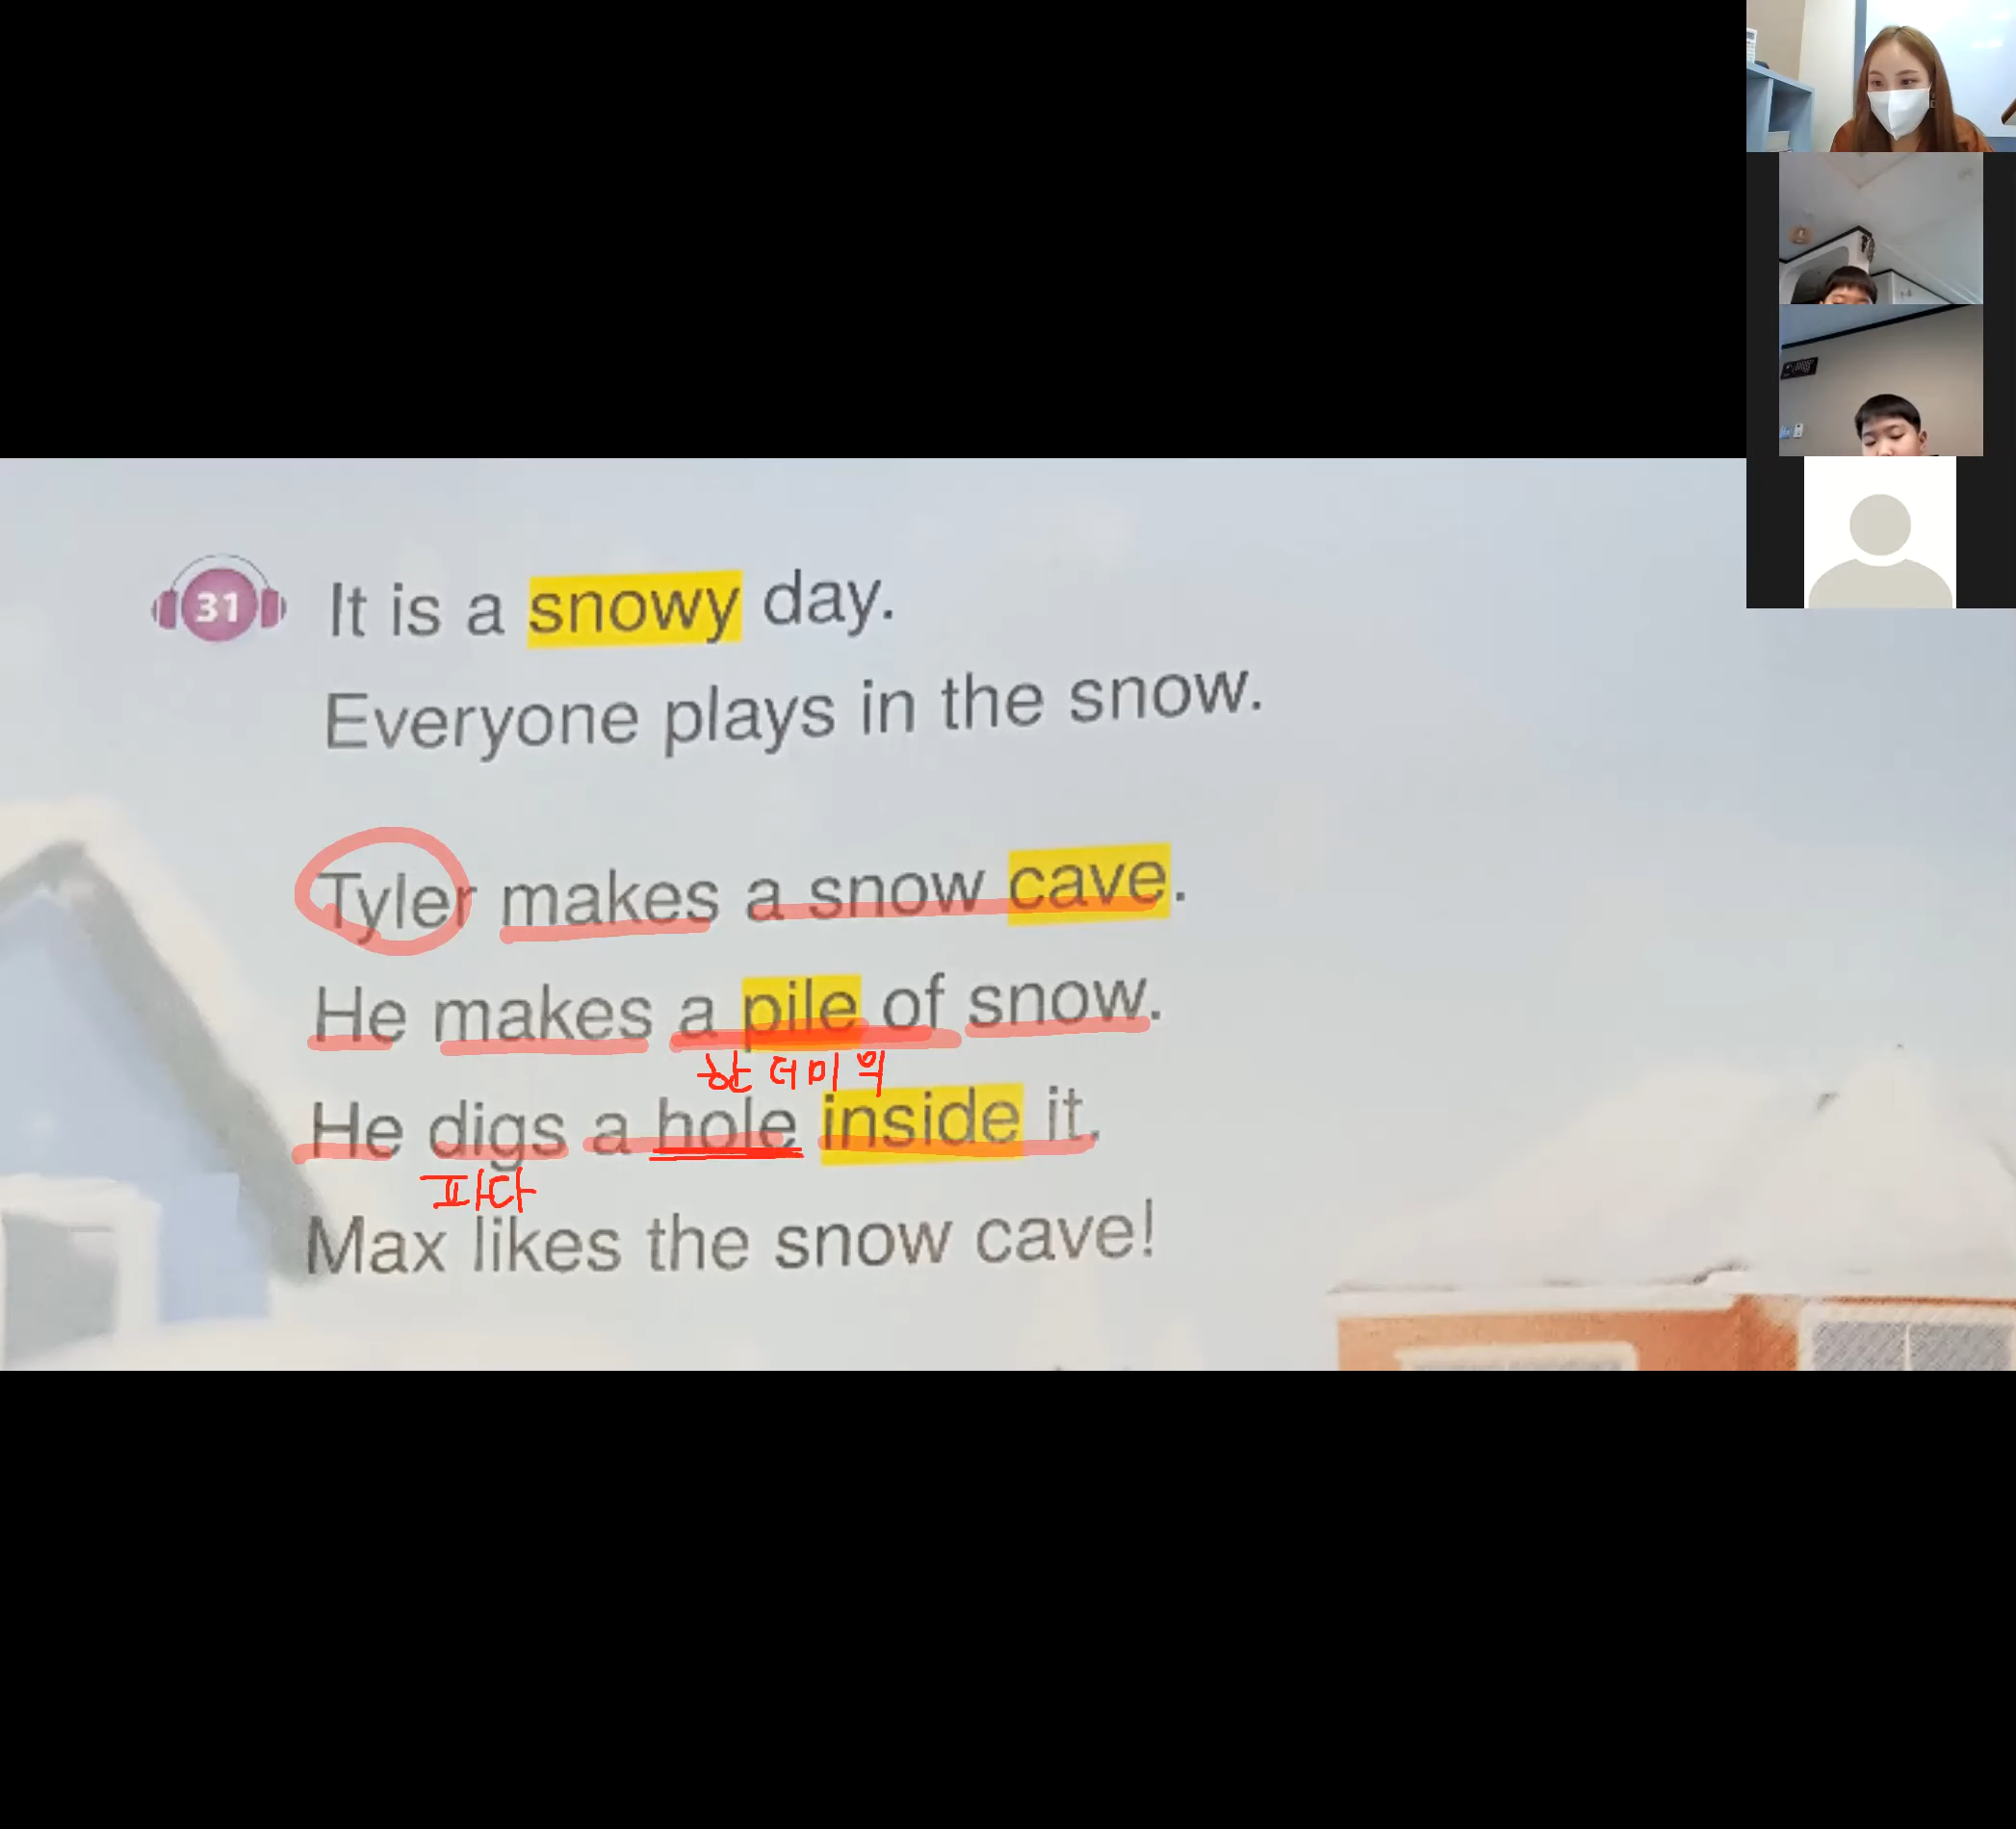 31
It is a snowy day.
Everyone plays in the snow.
Tyler makes a snow cave.
He makes a pile of snow.
한 더미의
He digs a hole inside it.
파다
Max likes the snow cave!